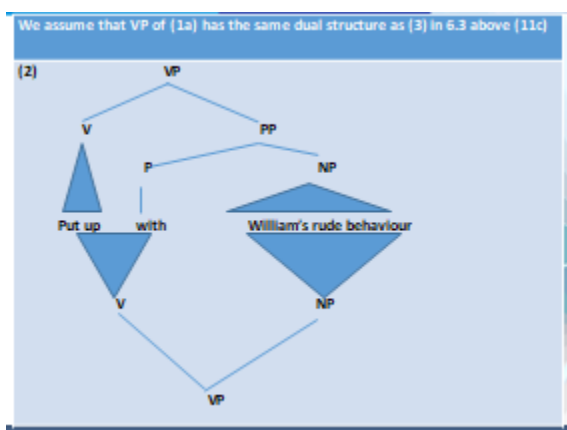 We assume that VP of (1a) has the same dual structure as (3) in 6.3 above (11c)
(2) VP
V PP
P NP
Put up with William's rude behaviour
V NP
VP